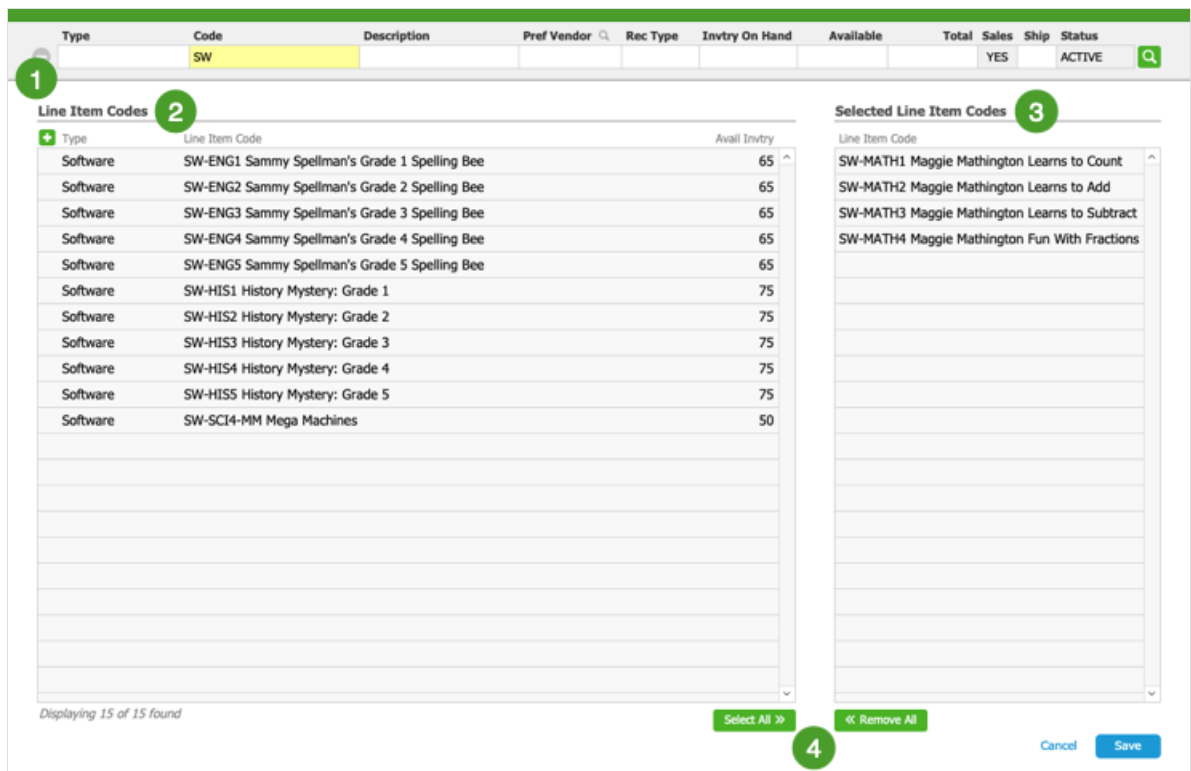 Type Code Description Pref Vendor Rec Type Invtry On Hand Available Total Sales Ship Status
SW YES ACTIVE
1
Line Item Codes 2
Type Line Item Code Avail Invtry
Software SW-ENG1 Sammy Spellman's Grade 1 Spelling Bee 65
Software SW-ENG2 Sammy Spellman's Grade 2 Spelling Bee 65
Software SW-ENG3 Sammy Spellman's Grade 3 Spelling Bee 65
Software SW-ENG4 Sammy Spellman's Grade 4 Spelling Bee 65
Software SW-ENG5 Sammy Spellman's Grade 5 Spelling Bee 65
Software SW-HIS1 History Mystery: Grade 1 75
Software SW-HIS2 History Mystery: Grade 2 75
Software SW-HIS3 History Mystery: Grade 3 75
Software SW-HIS4 History Mystery: Grade 4 75
Software SW-HIS5 History Mystery: Grade 5 75
Software SW-SCI4-MM Mega Machines 50
Displaying 15 of 15 found
Select All »
Selected Line Item Codes 3
Line Item Code
SW-MATH1 Maggie Mathington Learns to Count
SW-MATH2 Maggie Mathington Learns to Add
SW-MATH3 Maggie Mathington Learns to Subtract
SW-MATH4 Maggie Mathington Fun With Fractions
« Remove All
4
Cancel Save